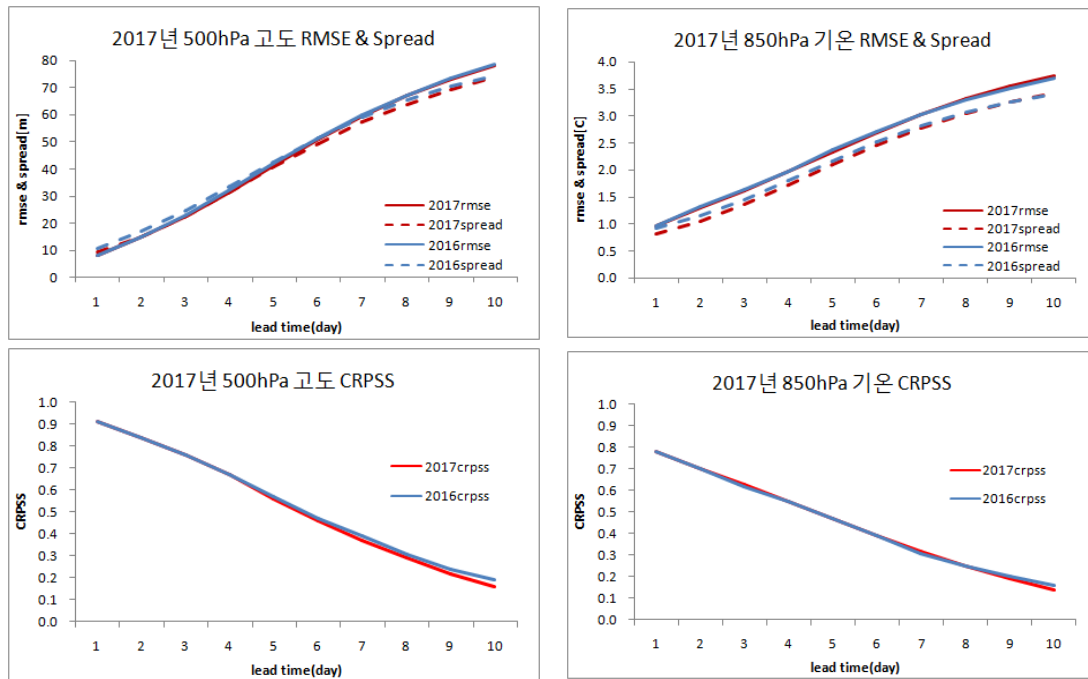 2017년 500hPa 고도 RMSE & Spread
rmse & spread[m]
80
70
60
50
40
30
20
10
0
2017rmse
2017spread
2016rmse
2016spread
1 2 3 4 5 6 7 8 9 10
lead time(day)
2017년 850hPa 기온 RMSE & Spread
rmse & spread[C]
4.0
3.5
3.0
2.5
2.0
1.5
1.0
0.5
0.0
2017rmse
2017spread
2016rmse
2016spread
1 2 3 4 5 6 7 8 9 10
lead time(day)
2017년 500hPa 고도 CRPSS
CRPSS
1.0
0.9
0.8
0.7
0.6
0.5
0.4
0.3
0.2
0.1
0.0
2017crpss
2016crpss
1 2 3 4 5 6 7 8 9 10
lead time(day)
2017년 850hPa 기온 CRPSS
CRPSS
1.0
0.9
0.8
0.7
0.6
0.5
0.4
0.3
0.2
0.1
0.0
2017crpss
2016crpss
1 2 3 4 5 6 7 8 9 10
lead time(day)